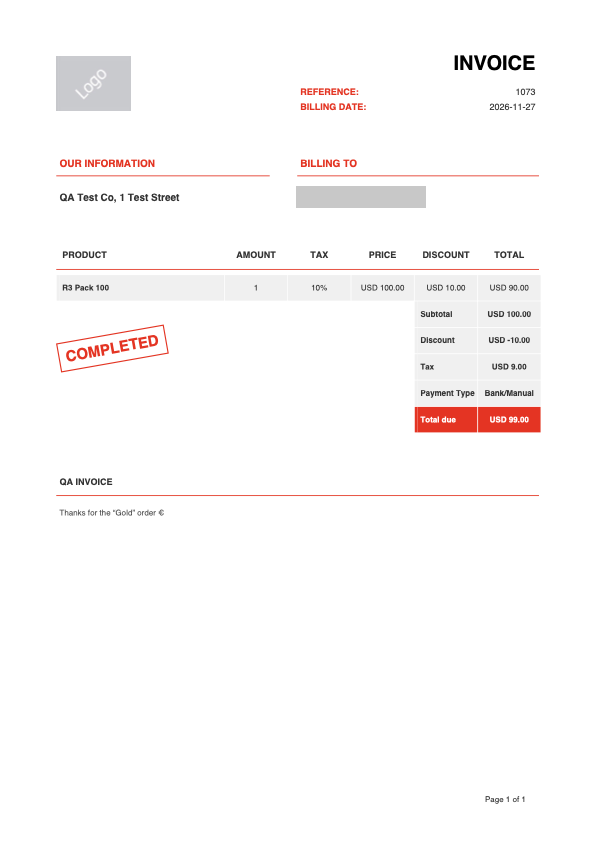 Logo
INVOICE
REFERENCE: 1073
BILLING DATE: 2026-11-27
OUR INFORMATION BILLING TO
QA Test Co, 1 Test Street
PRODUCT AMOUNT TAX PRICE DISCOUNT TOTAL
R3 Pack 100 1 10% USD 100.00 USD 10.00 USD 90.00
Subtotal USD 100.00
COMPLETED
Discount USD -10.00
Tax USD 9.00
Payment Type Bank/Manual
Total due USD 99.00
QA INVOICE
Thanks for the “Gold” order €
Page 1 of 1